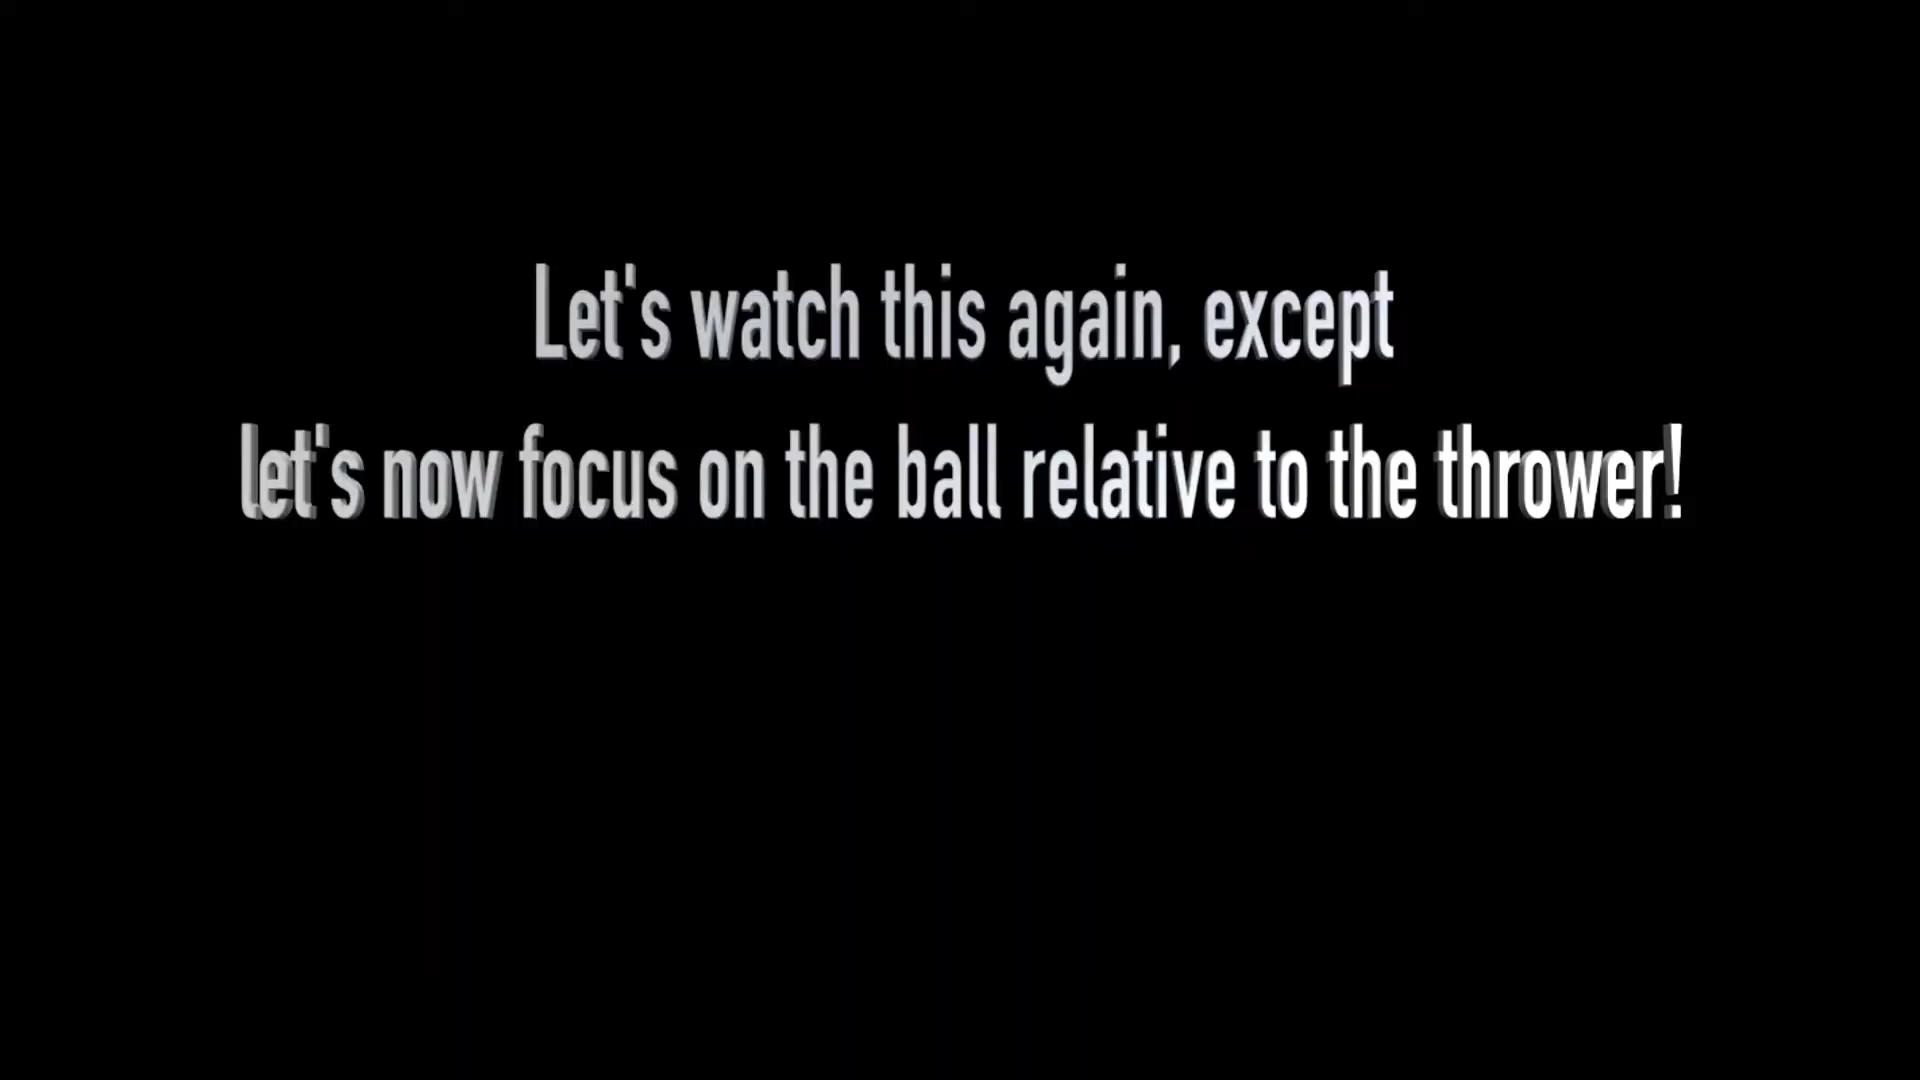 Let's watch this again, except
let's now focus on the ball relative to the thrower!